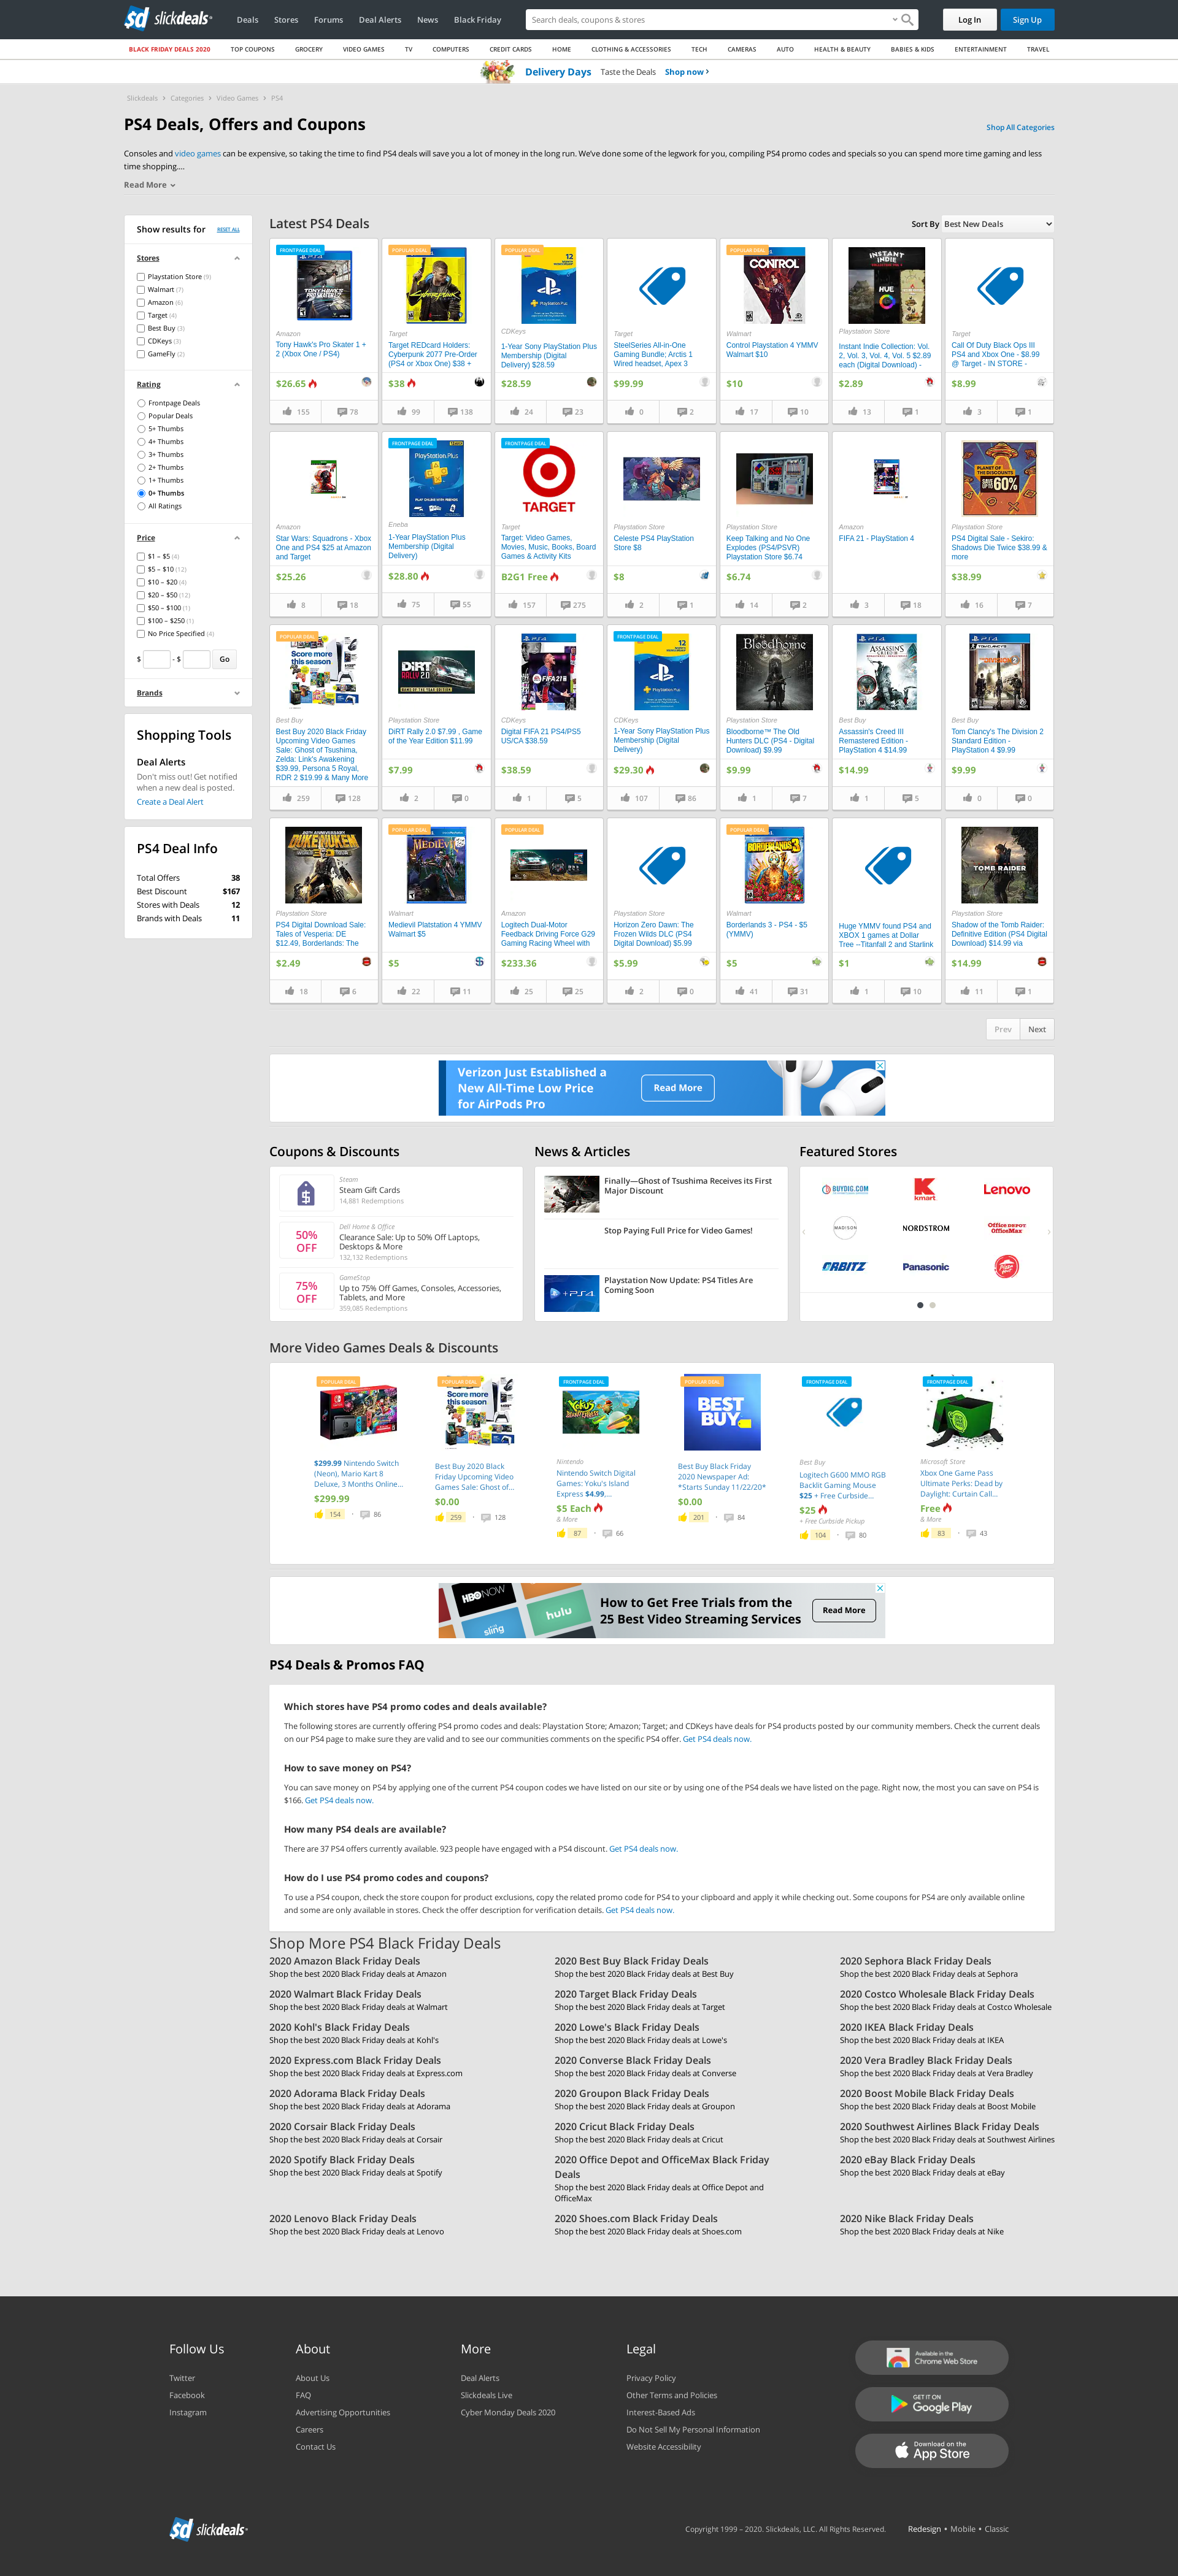 slickdeals
Deals Stores Forums Deal Alerts News Black Friday
Search deals, coupons & stores
Log In
Sign Up
BLACK FRIDAY DEALS 2020 TOP COUPONS GROCERY VIDEO GAMES TV COMPUTERS CREDIT CARDS HOME CLOTHING & ACCESSORIES TECH CAMERAS AUTO HEALTH & BEAUTY BABIES & KIDS ENTERTAINMENT TRAVEL
Delivery Days Taste the Deals Shop now
Slickdeals Categories Video Games PS4
PS4 Deals, Offers and Coupons
Shop All Categories
Consoles and video games can be expensive, so taking the time to find PS4 deals will save you a lot of money in the long run. We've done some of the legwork for you, compiling PS4 promo codes and specials so you can spend more time gaming and less
time shopping....
Read More
Show results for RESET ALL
Stores
Playstation Store (9)
Walmart (7)
Amazon (6)
Target (4)
Best Buy (3)
CDKeys (3)
GameFly (2)
Rating
Frontpage Deals
Popular Deals
5+ Thumbs
4+ Thumbs
3+ Thumbs
2+ Thumbs
1+ Thumbs
0+ Thumbs
All Ratings
Price
$1 – $5 (4)
$5 – $10 (12)
$10 – $20 (4)
$20 – $50 (12)
$50 – $100 (1)
$100 – $250 (1)
No Price Specified (4)
$ - $ Go
Brands
Shopping Tools
Deal Alerts
Don't miss out! Get notified
when a new deal is posted.
Create a Deal Alert
PS4 Deal Info
Total Offers 38
Best Discount $167
Stores with Deals 12
Brands with Deals 11
Latest PS4 Deals
Sort By Best New Deals
FRONTPAGE DEAL
Amazon
Tony Hawk's Pro Skater 1 +
2 (Xbox One / PS4)
$26.65
155 78
POPULAR DEAL
Target
Target REDcard Holders:
Cyberpunk 2077 Pre-Order
(PS4 or Xbox One) $38 +
$38
99 138
POPULAR DEAL
12
PlayStation Plus
CDKeys
1-Year Sony PlayStation Plus
Membership (Digital
Delivery) $28.59
$28.59
24 23
Target
SteelSeries All-in-One
Gaming Bundle; Arctis 1
Wired headset, Apex 3
$99.99
0 2
POPULAR DEAL
CONTROL
Walmart
Control Playstation 4 YMMV
Walmart $10
$10
17 10
INSTANT
INDIE
HUE
Playstation Store
Instant Indie Collection: Vol.
2, Vol. 3, Vol. 4, Vol. 5 $2.89
each (Digital Download) -
$2.89
13 1
Target
Call Of Duty Black Ops III
PS4 and Xbox One - $8.99
@ Target - IN STORE -
$8.99
3 1
Amazon
Star Wars: Squadrons - Xbox
One and PS4 $25 at Amazon
and Target
$25.26
8 18
FRONTPAGE DEAL
PlayStation.Plus
Eneba
1-Year PlayStation Plus
Membership (Digital
Delivery)
$28.80
75 55
FRONTPAGE DEAL
TARGET
Target
Target: Video Games,
Movies, Music, Books, Board
Games & Activity Kits
B2G1 Free
157 275
Playstation Store
Celeste PS4 PlayStation
Store $8
$8
2 1
Playstation Store
Keep Talking and No One
Explodes (PS4/PSVR)
Playstation Store $6.74
$6.74
14 2
Amazon
FIFA 21 - PlayStation 4
3 18
PLANET OF
THE DISCOUNTS
60%
Playstation Store
PS4 Digital Sale - Sekiro:
Shadows Die Twice $38.99 &
more
$38.99
16 7
POPULAR DEAL
Score more
this season
Best Buy
Best Buy 2020 Black Friday
Upcoming Video Games
Sale: Ghost of Tsushima,
Zelda: Link's Awakening
$39.99, Persona 5 Royal,
RDR 2 $19.99 & Many More
259 128
DiRT
RALLY 2.0
Playstation Store
DiRT Rally 2.0 $7.99 , Game
of the Year Edition $11.99
$7.99
2 0
FIFA 21
CDKeys
Digital FIFA 21 PS4/PS5
US/CA $38.59
$38.59
1 5
FRONTPAGE DEAL
12
PlayStation Plus
CDKeys
1-Year Sony PlayStation Plus
Membership (Digital
Delivery)
$29.30
107 86
Bloodborne
Playstation Store
Bloodborne™ The Old
Hunters DLC (PS4 - Digital
Download) $9.99
$9.99
1 7
ASSASSIN'S
CREED III
Best Buy
Assassin's Creed III
Remastered Edition -
PlayStation 4 $14.99
$14.99
1 5
Best Buy
Tom Clancy's The Division 2
Standard Edition -
PlayStation 4 $9.99
$9.99
0 0
DUKE NUKEM
Playstation Store
PS4 Digital Download Sale:
Tales of Vesperia: DE
$12.49, Borderlands: The
$2.49
18 6
POPULAR DEAL
MEDIEVIL
Walmart
Medievil Platstation 4 YMMV
Walmart $5
$5
22 11
POPULAR DEAL
Amazon
Logitech Dual-Motor
Feedback Driving Force G29
Gaming Racing Wheel with
$233.36
25 25
Playstation Store
Horizon Zero Dawn: The
Frozen Wilds DLC (PS4
Digital Download) $5.99
$5.99
2 0
POPULAR DEAL
BORDERLANDS 3
Walmart
Borderlands 3 - PS4 - $5
(YMMV)
$5
41 31
Huge YMMV found PS4 and
XBOX 1 games at Dollar
Tree --Titanfall 2 and Starlink
$1
1 10
TOMB RAIDER
Playstation Store
Shadow of the Tomb Raider:
Definitive Edition (PS4 Digital
Download) $14.99 via
$14.99
11 1
Prev Next
Verizon Just Established a
New All-Time Low Price
for AirPods Pro
Read More
Coupons & Discounts
Steam
Steam Gift Cards
14,881 Redemptions
50%
OFF
Dell Home & Office
Clearance Sale: Up to 50% Off Laptops,
Desktops & More
132,132 Redemptions
75%
OFF
GameStop
Up to 75% Off Games, Consoles, Accessories,
Tablets, and More
359,085 Redemptions
News & Articles
Finally—Ghost of Tsushima Receives its First
Major Discount
Stop Paying Full Price for Video Games!
PS4
Playstation Now Update: PS4 Titles Are
Coming Soon
Featured Stores
BUYDIG.COM
Kmart
Lenovo
MADISON
NORDSTROM
Office DEPOT
OfficeMax
ORBITZ
Panasonic
More Video Games Deals & Discounts
POPULAR DEAL
$299.99 Nintendo Switch
(Neon), Mario Kart 8
Deluxe, 3 Months Online...
$299.99
154 86
POPULAR DEAL
Score more
this season
Best Buy 2020 Black
Friday Upcoming Video
Games Sale: Ghost of...
$0.00
259 128
FRONTPAGE DEAL
Nintendo
Nintendo Switch Digital
Games: Yoku's Island
Express $4.99,...
$5 Each
& More
87 66
POPULAR DEAL
BEST
BUY
Best Buy Black Friday
2020 Newspaper Ad:
*Starts Sunday 11/22/20*
$0.00
201 84
FRONTPAGE DEAL
Best Buy
Logitech G600 MMO RGB
Backlit Gaming Mouse
$25 + Free Curbside...
$25
+ Free Curbside Pickup
104 80
FRONTPAGE DEAL
Microsoft Store
Xbox One Game Pass
Ultimate Perks: Dead by
Daylight: Curtain Call...
Free
& More
83 43
HBO NOW
hulu
sling
How to Get Free Trials from the
25 Best Video Streaming Services
Read More
PS4 Deals & Promos FAQ
Which stores have PS4 promo codes and deals available?
The following stores are currently offering PS4 promo codes and deals: Playstation Store; Amazon; Target; and CDKeys have deals for PS4 products posted by our community members. Check the current deals
on our PS4 page to make sure they are valid and to see our communities comments on the specific PS4 offer. Get PS4 deals now.
How to save money on PS4?
You can save money on PS4 by applying one of the current PS4 coupon codes we have listed on our site or by using one of the PS4 deals we have listed on the page. Right now, the most you can save on PS4 is
$166. Get PS4 deals now.
How many PS4 deals are available?
There are 37 PS4 offers currently available. 923 people have engaged with a PS4 discount. Get PS4 deals now.
How do I use PS4 promo codes and coupons?
To use a PS4 coupon, check the store coupon for product exclusions, copy the related promo code for PS4 to your clipboard and apply it while checking out. Some coupons for PS4 are only available online
and some are only available in stores. Check the offer description for verification details. Get PS4 deals now.
Shop More PS4 Black Friday Deals
2020 Amazon Black Friday Deals
Shop the best 2020 Black Friday deals at Amazon
2020 Best Buy Black Friday Deals
Shop the best 2020 Black Friday deals at Best Buy
2020 Sephora Black Friday Deals
Shop the best 2020 Black Friday deals at Sephora
2020 Walmart Black Friday Deals
Shop the best 2020 Black Friday deals at Walmart
2020 Target Black Friday Deals
Shop the best 2020 Black Friday deals at Target
2020 Costco Wholesale Black Friday Deals
Shop the best 2020 Black Friday deals at Costco Wholesale
2020 Kohl's Black Friday Deals
Shop the best 2020 Black Friday deals at Kohl's
2020 Lowe's Black Friday Deals
Shop the best 2020 Black Friday deals at Lowe's
2020 IKEA Black Friday Deals
Shop the best 2020 Black Friday deals at IKEA
2020 Express.com Black Friday Deals
Shop the best 2020 Black Friday deals at Express.com
2020 Converse Black Friday Deals
Shop the best 2020 Black Friday deals at Converse
2020 Vera Bradley Black Friday Deals
Shop the best 2020 Black Friday deals at Vera Bradley
2020 Adorama Black Friday Deals
Shop the best 2020 Black Friday deals at Adorama
2020 Groupon Black Friday Deals
Shop the best 2020 Black Friday deals at Groupon
2020 Boost Mobile Black Friday Deals
Shop the best 2020 Black Friday deals at Boost Mobile
2020 Corsair Black Friday Deals
Shop the best 2020 Black Friday deals at Corsair
2020 Cricut Black Friday Deals
Shop the best 2020 Black Friday deals at Cricut
2020 Southwest Airlines Black Friday Deals
Shop the best 2020 Black Friday deals at Southwest Airlines
2020 Spotify Black Friday Deals
Shop the best 2020 Black Friday deals at Spotify
2020 Office Depot and OfficeMax Black Friday
Deals
Shop the best 2020 Black Friday deals at Office Depot and
OfficeMax
2020 eBay Black Friday Deals
Shop the best 2020 Black Friday deals at eBay
2020 Lenovo Black Friday Deals
Shop the best 2020 Black Friday deals at Lenovo
2020 Shoes.com Black Friday Deals
Shop the best 2020 Black Friday deals at Shoes.com
2020 Nike Black Friday Deals
Shop the best 2020 Black Friday deals at Nike
Follow Us
Twitter
Facebook
Instagram
About
About Us
FAQ
Advertising Opportunities
Careers
Contact Us
More
Deal Alerts
Slickdeals Live
Cyber Monday Deals 2020
Legal
Privacy Policy
Other Terms and Policies
Interest-Based Ads
Do Not Sell My Personal Information
Website Accessibility
Available in the
Chrome Web Store
GET IT ON
Google Play
Download on the
App Store
slickdeals
Copyright 1999 – 2020. Slickdeals, LLC. All Rights Reserved. Redesign • Mobile • Classic